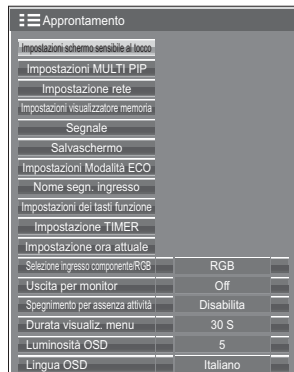 Approntamento
Impostazioni schermo sensibile al tocco
Impostazioni MULTI PIP
Impostazione rete
Impostazioni visualizzatore memoria
Segnale
Salvaschermo
Impostazioni Modalità ECO
Nome segn. ingresso
Impostazioni dei tasti funzione
Impostazione TIMER
Impostazione ora attuale
Selezione ingresso componente/RGB RGB
Uscita per monitor Off
Spegnimento per assenza attività Disabilita
Durata visualiz. menu 30 S
Luminosità OSD 5
Lingua OSD Italiano